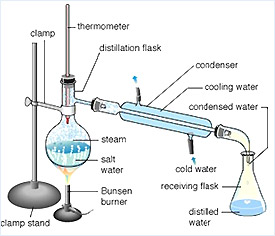 thermometer
clamp
distillation flask
condenser
cooling water
condensed water
steam
salt
water
cold water
Bunsen
burner
receiving flask
clamp stand
distilled
water